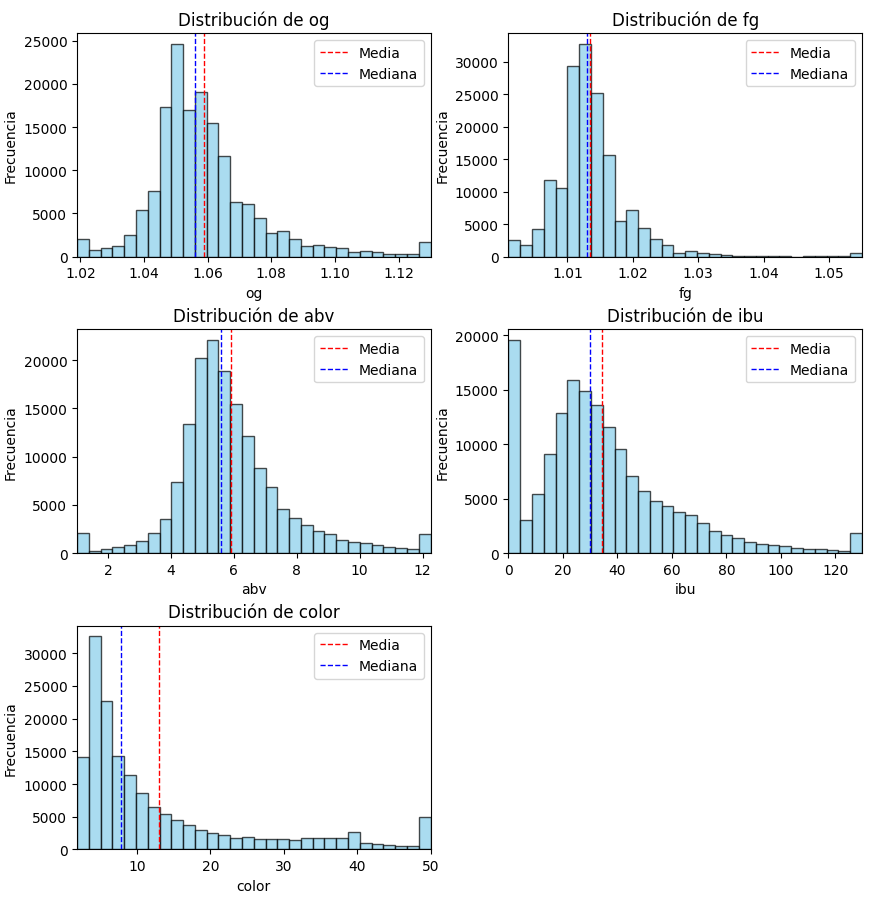 Distribución de og
Frecuencia
25000
20000
15000
10000
5000
0
Media
Mediana
1.02 1.04 1.06 1.08 1.10 1.12
og
Distribución de fg
Frecuencia
30000
25000
20000
15000
10000
5000
0
Media
Mediana
1.01 1.02 1.03 1.04 1.05
fg
Distribución de abv
Frecuencia
20000
15000
10000
5000
0
Media
Mediana
2 4 6 8 10 12
abv
Distribución de ibu
Frecuencia
20000
15000
10000
5000
0
Media
Mediana
0 20 40 60 80 100 120
ibu
Distribución de color
Frecuencia
30000
25000
20000
15000
10000
5000
0
Media
Mediana
10 20 30 40 50
color